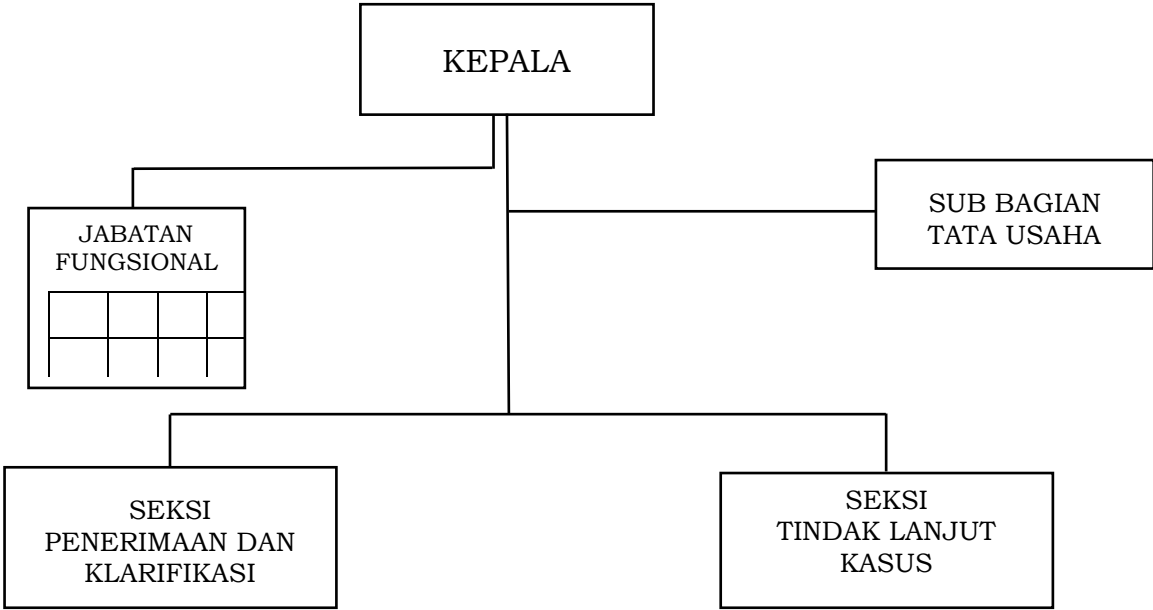 KEPALA
SUB BAGIAN
TATA USAHA
JABATAN
FUNGSIONAL
SEKSI
PENERIMAAN DAN
KLARIFIKASI
SEKSI
TINDAK LANJUT
KASUS